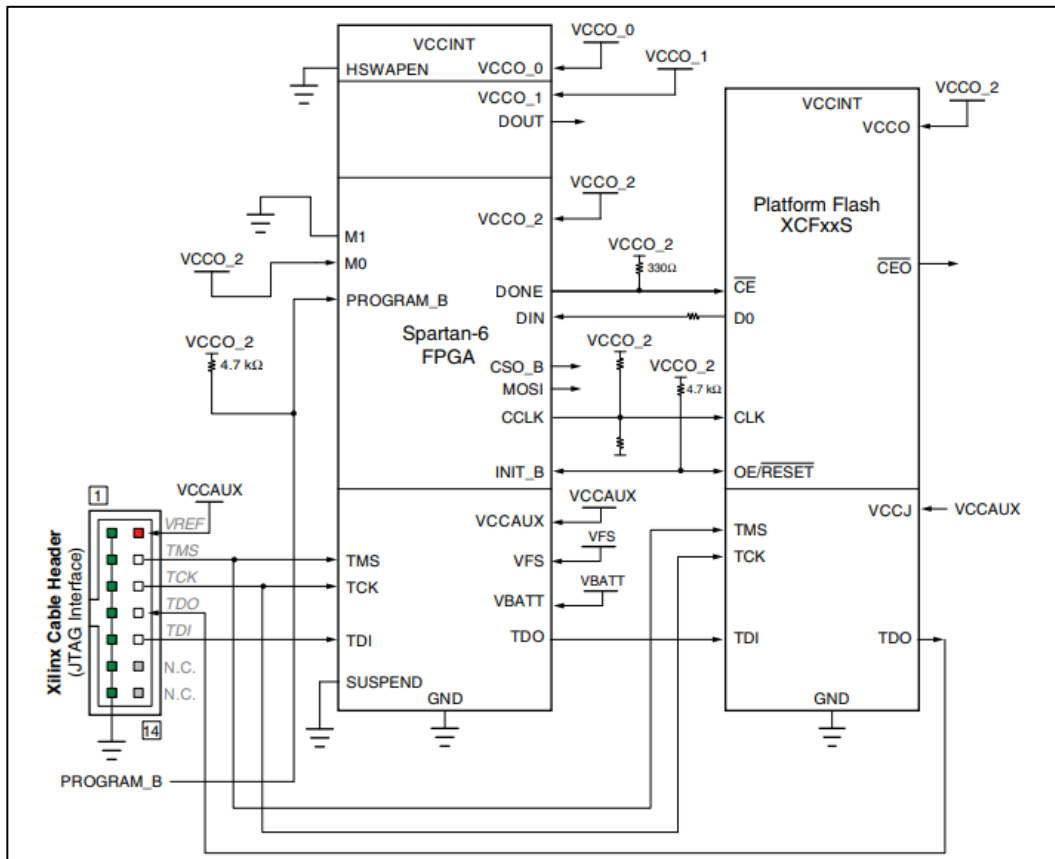 VCCINT
HSWAPEN
VCCO_0
VCCO_0
VCCO_1
VCCO_1
DOUT
VCCO_2
VCCO_2
M1
M0
VCCO_2
PROGRAM_B
VCCO_2
4.7 kΩ
Spartan-6
FPGA
DONE
DIN
CSO_B
MOSI
CCLK
INIT_B
VCCO_2
330Ω
VCCO_2
VCCO_2
4.7 kΩ
VCCINT
VCCO
VCCO_2
Platform Flash
XCFxxS
CEO
CE
D0
CLK
OE/RESET
1
VCCAUX
VREF
TMS
TCK
TDO
TDI
N.C.
N.C.
14
Xilinx Cable Header
(JTAG Interface)
TMS
TCK
TDI
SUSPEND
GND
VCCAUX
VCCAUX
VFS
VFS
VBATT
VBATT
TDO
TMS
TCK
TDI
VCCJ
VCCAUX
TDO
GND
PROGRAM_B